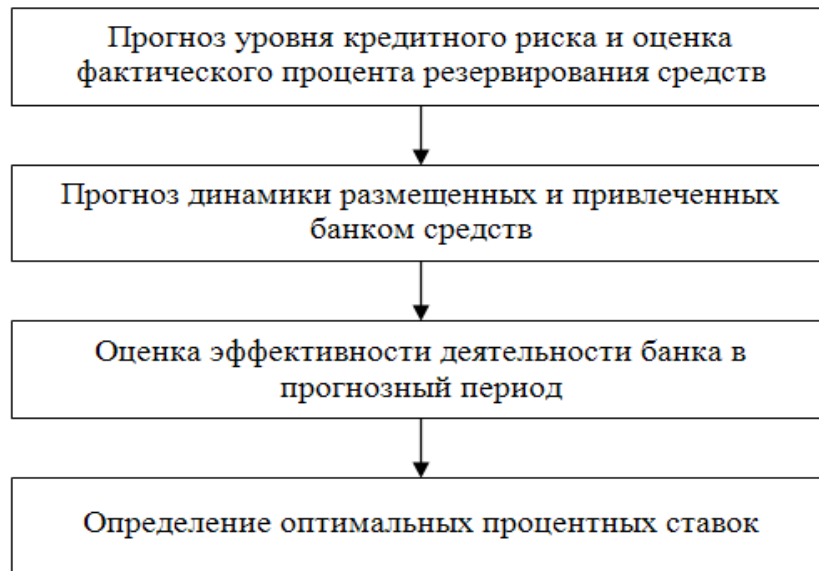 Прогноз уровня кредитного риска и оценка
фактического процента резервирования средств
Прогноз динамики размещенных и привлеченных
банком средств
Оценка эффективности деятельности банка в
прогнозный период
Определение оптимальных процентных ставок